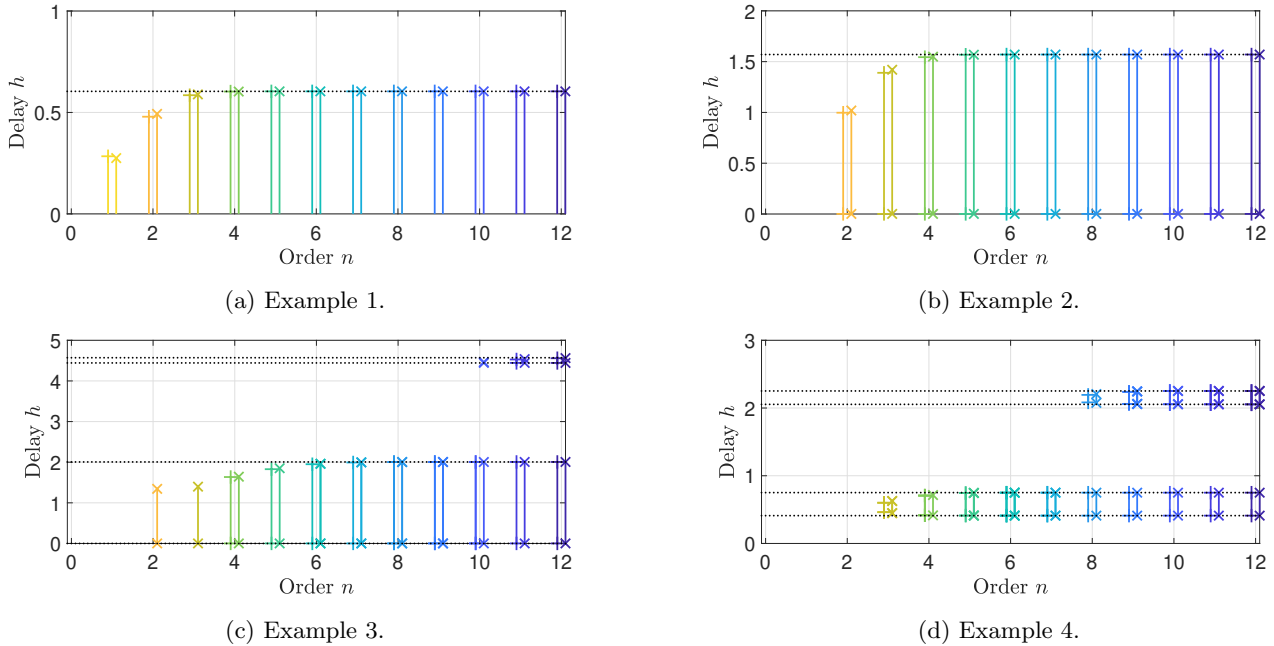 1
0.5
0
Delay h
0 2 4 6 8 10 12
Order n
(a) Example 1.
2
1.5
1
0.5
0
Delay h
0 2 4 6 8 10 12
Order n
(b) Example 2.
5
4
3
2
1
0
Delay h
0 2 4 6 8 10 12
Order n
(c) Example 3.
3
2
1
0
Delay h
0 2 4 6 8 10 12
Order n
(d) Example 4.